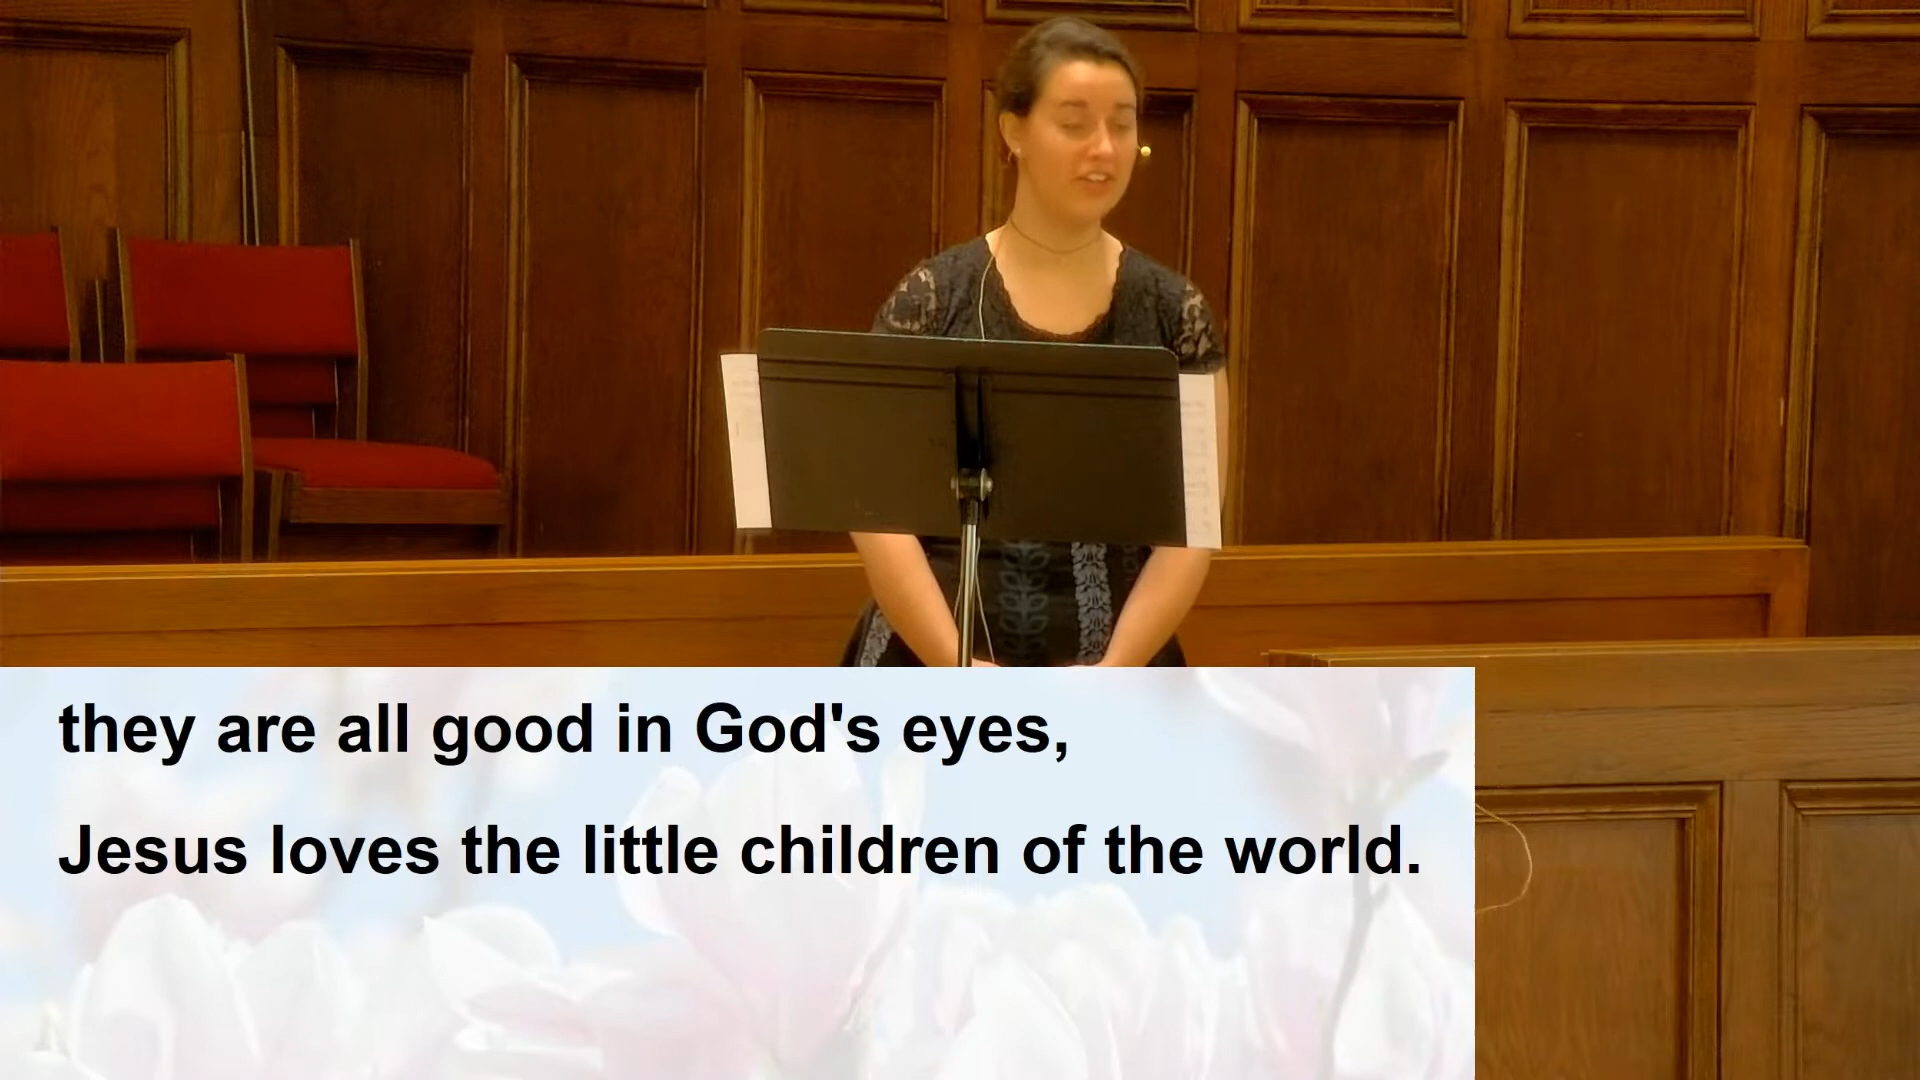 they are all good in God's eyes,
Jesus loves the little children of the world.